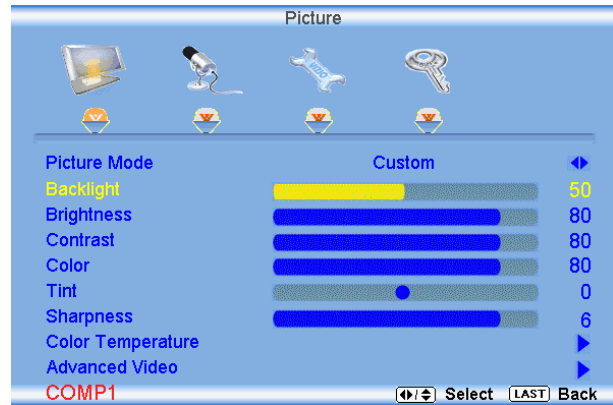 Picture
VIZIO
Picture Mode Custom
Backlight 50
Brightness 80
Contrast 80
Color 80
Tint 0
Sharpness 6
Color Temperature
Advanced Video
COMP1 Select LAST Back